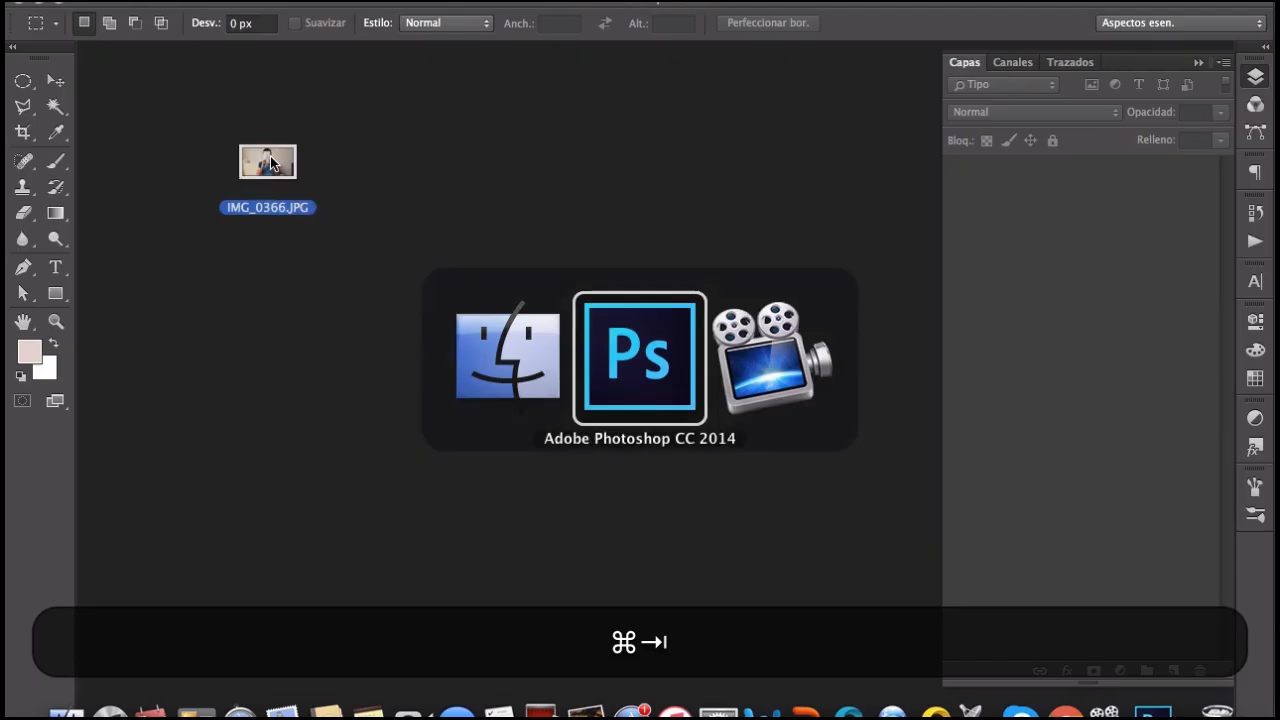 Desv.: 0 px Suavizar Estilo: Normal Anch.: Alt.: Perfeccionar bor. Aspectos esen.
Capas Canales Trazados
Tipo
Normal Opacidad:
Bloq.: Relleno:
IMG_0366.JPG
Ps
Adobe Photoshop CC 2014
⌘⇥
1